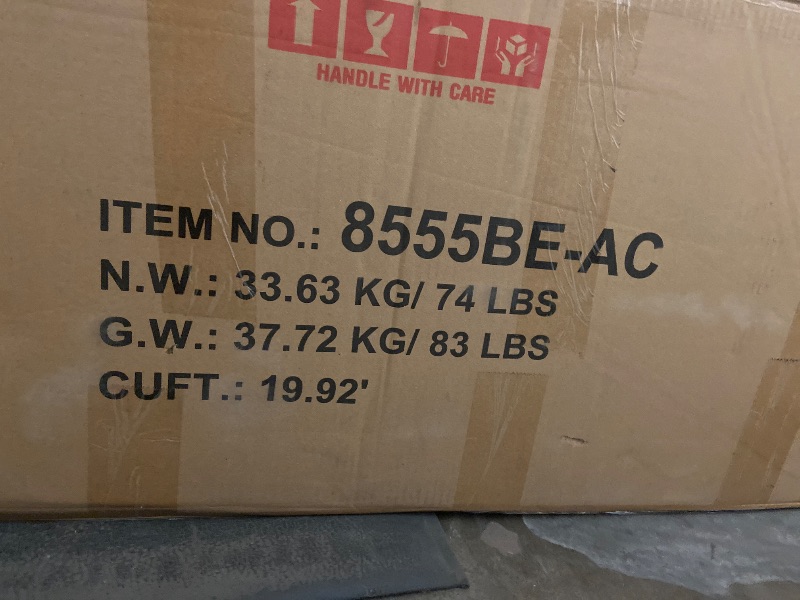 HANDLE WITH CARE
ITEM NO.: 8555BE-AC
N.W.: 33.63 KG/ 74 LBS
G.W.: 37.72 KG/ 83 LBS
CUFT.: 19.92'